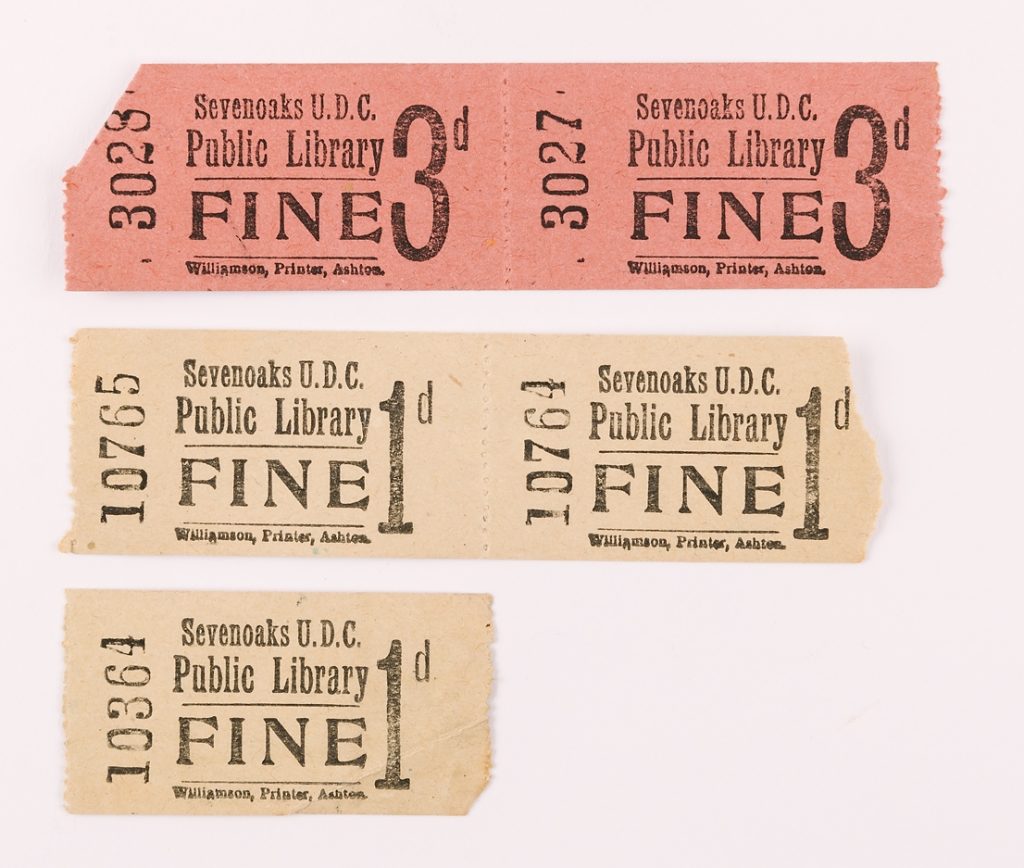 3028
Sevenoaks U.D.C.
Public Library
FINE
3d
Williamson, Printer, Ashton.
3027
Sevenoaks U.D.C.
Public Library
FINE
3d
Williamson, Printer, Ashton.
10765
Sevenoaks U.D.C.
Public Library
FINE
1d
Williamson, Printer, Ashton.
10764
Sevenoaks U.D.C.
Public Library
FINE
1d
Williamson, Printer, Ashton.
10364
Sevenoaks U.D.C.
Public Library
FINE
1d
Williamson, Printer, Ashton.